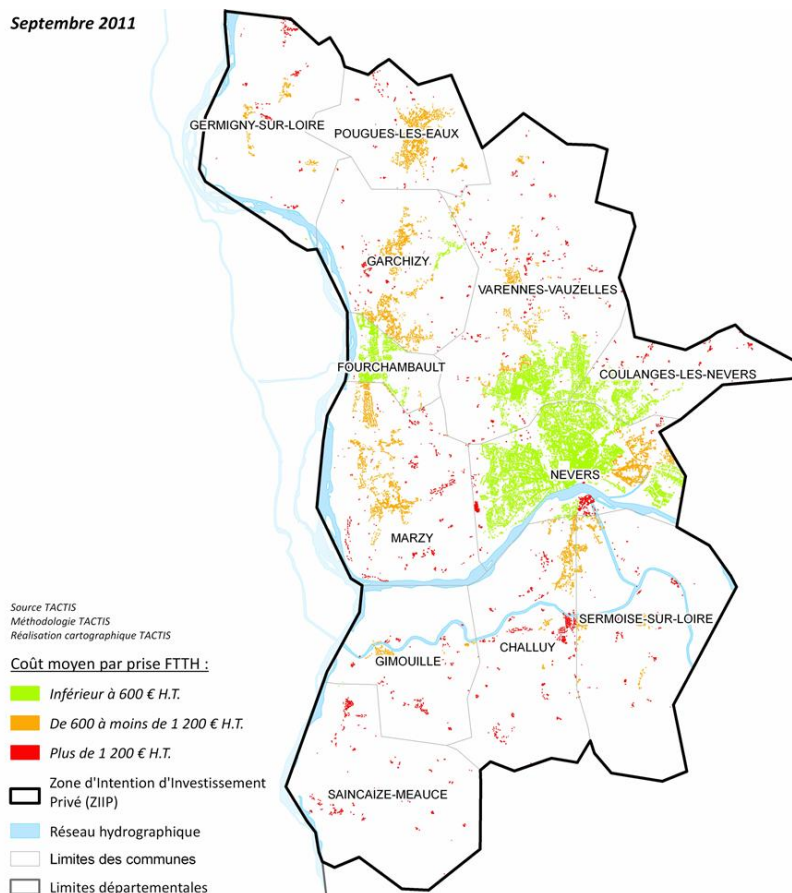 Septembre 2011
GERMIGNY-SUR-LOIRE
POUGUES-LES-EAUX
GARCHIZY
VARENNES-VAUZELLES
FOURCHAMBAULT
COULANGES-LES-NEVERS
NEVERS
MARZY
SERMOISE-SUR-LOIRE
CHALLUY
GIMOUILLE
SAINCAIZE-MEAUCE
Source TACTIS
Méthodologie TACTIS
Réalisation cartographique TACTIS
Coût moyen par prise FTTH :
Inférieur à 600 € H.T.
De 600 à moins de 1 200 € H.T.
Plus de 1 200 € H.T.
Zone d'Intention d'Investissement
Privé (ZIIP)
Réseau hydrographique
Limites des communes
Limites départementales